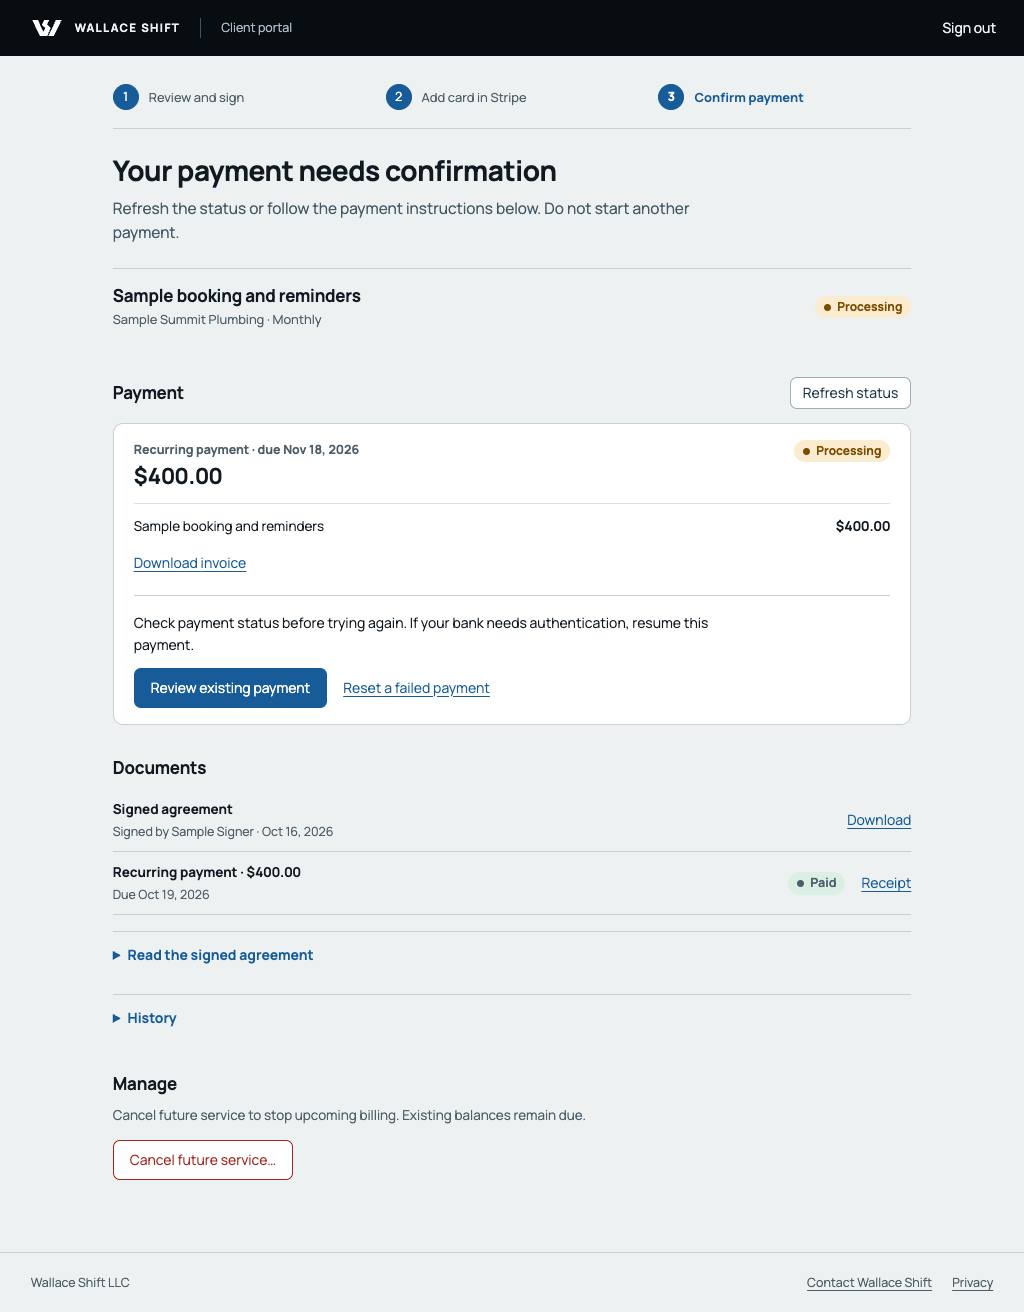 WALLACE SHIFT
Client portal
Sign out
1 Review and sign
2 Add card in Stripe
3 Confirm payment
Your payment needs confirmation
Refresh the status or follow the payment instructions below. Do not start another
payment.
Sample booking and reminders
Sample Summit Plumbing · Monthly
Processing
Payment
Refresh status
Recurring payment · due Nov 18, 2026
Processing
$400.00
Sample booking and reminders
$400.00
Download invoice
Check payment status before trying again. If your bank needs authentication, resume this
payment.
Review existing payment
Reset a failed payment
Documents
Signed agreement
Signed by Sample Signer · Oct 16, 2026
Download
Recurring payment · $400.00
Due Oct 19, 2026
Paid
Receipt
Read the signed agreement
History
Manage
Cancel future service to stop upcoming billing. Existing balances remain due.
Cancel future service…
Wallace Shift LLC
Contact Wallace Shift
Privacy